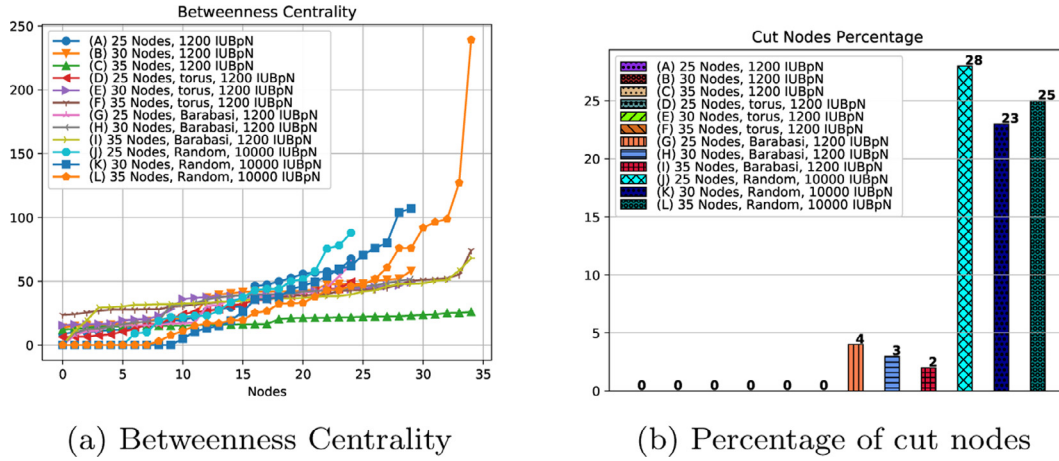 Betweenness Centrality
250
200
150
100
50
0
(A) 25 Nodes, 1200 IUBpN
(B) 30 Nodes, 1200 IUBpN
(C) 35 Nodes, 1200 IUBpN
(D) 25 Nodes, torus, 1200 IUBpN
(E) 30 Nodes, torus, 1200 IUBpN
(F) 35 Nodes, torus, 1200 IUBpN
(G) 25 Nodes, Barabasi, 1200 IUBpN
(H) 30 Nodes, Barabasi, 1200 IUBpN
(I) 35 Nodes, Barabasi, 1200 IUBpN
(J) 25 Nodes, Random, 10000 IUBpN
(K) 30 Nodes, Random, 10000 IUBpN
(L) 35 Nodes, Random, 10000 IUBpN
0 5 10 15 20 25 30 35
Nodes
(a) Betweenness Centrality
Cut Nodes Percentage
25
20
15
10
5
0
(A) 25 Nodes, 1200 IUBpN
(B) 30 Nodes, 1200 IUBpN
(C) 35 Nodes, 1200 IUBpN
(D) 25 Nodes, torus, 1200 IUBpN
(E) 30 Nodes, torus, 1200 IUBpN
(F) 35 Nodes, torus, 1200 IUBpN
(G) 25 Nodes, Barabasi, 1200 IUBpN
(H) 30 Nodes, Barabasi, 1200 IUBpN
(I) 35 Nodes, Barabasi, 1200 IUBpN
(J) 25 Nodes, Random, 10000 IUBpN
(K) 30 Nodes, Random, 10000 IUBpN
(L) 35 Nodes, Random, 10000 IUBpN
0 0 0 0 0 0 4 3 2 28 23 25
(b) Percentage of cut nodes